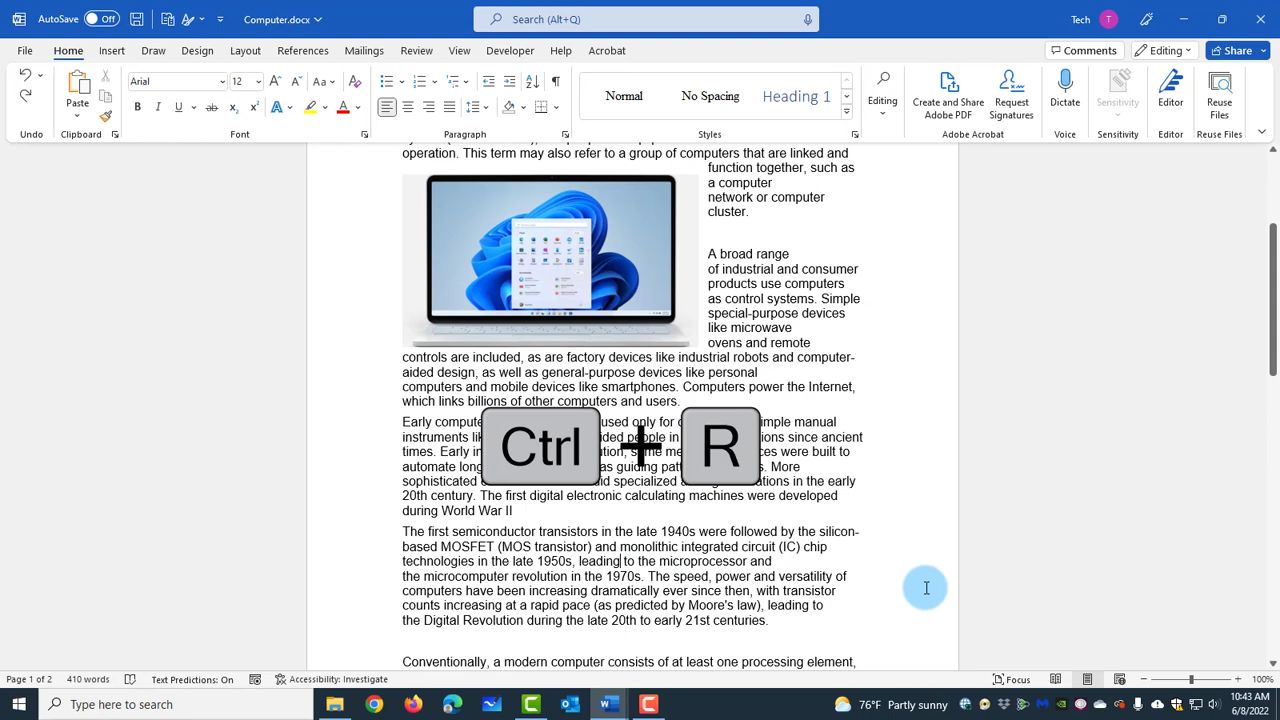 AutoSave Off Computer.docx Search (Alt+Q) Tech T
File Home Insert Draw Design Layout References Mailings Review View Developer Help Acrobat Comments Editing Share
Arial 12 Aa
Paste
Normal No Spacing Heading 1
Editing Create and Share Adobe PDF Request Signatures Dictate Sensitivity Editor Reuse Files
Undo Clipboard Font Paragraph Styles Adobe Acrobat Voice Sensitivity Editor Reuse Files
operation. This term may also refer to a group of computers that are linked and
function together, such as
a computer
network or computer
cluster.
A broad range
of industrial and consumer
products use computers
as control systems. Simple
special-purpose devices
like microwave
ovens and remote
controls are included, as are factory devices like industrial robots and computer-
aided design, as well as general-purpose devices like personal
computers and mobile devices like smartphones. Computers power the Internet,
which links billions of other computers and users.
Early compute used only for imple manual
instruments people in ions since ancient
times. Early in some me ces were built to
automate long as guiding More
sophisticated specialized ations in the early
20th century. The first digital electronic calculating machines were developed
during World War II
Ctrl + R
The first semiconductor transistors in the late 1940s were followed by the silicon-
based MOSFET (MOS transistor) and monolithic integrated circuit (IC) chip
technologies in the late 1950s, leading to the microprocessor and
the microcomputer revolution in the 1970s. The speed, power and versatility of
computers have been increasing dramatically ever since then, with transistor
counts increasing at a rapid pace (as predicted by Moore's law), leading to
the Digital Revolution during the late 20th to early 21st centuries.
Conventionally, a modern computer consists of at least one processing element,
Page 1 of 2 410 words Text Predictions: On Accessibility: Investigate Focus 100%
Type here to search 76°F Partly sunny 10:43 AM
6/8/2022